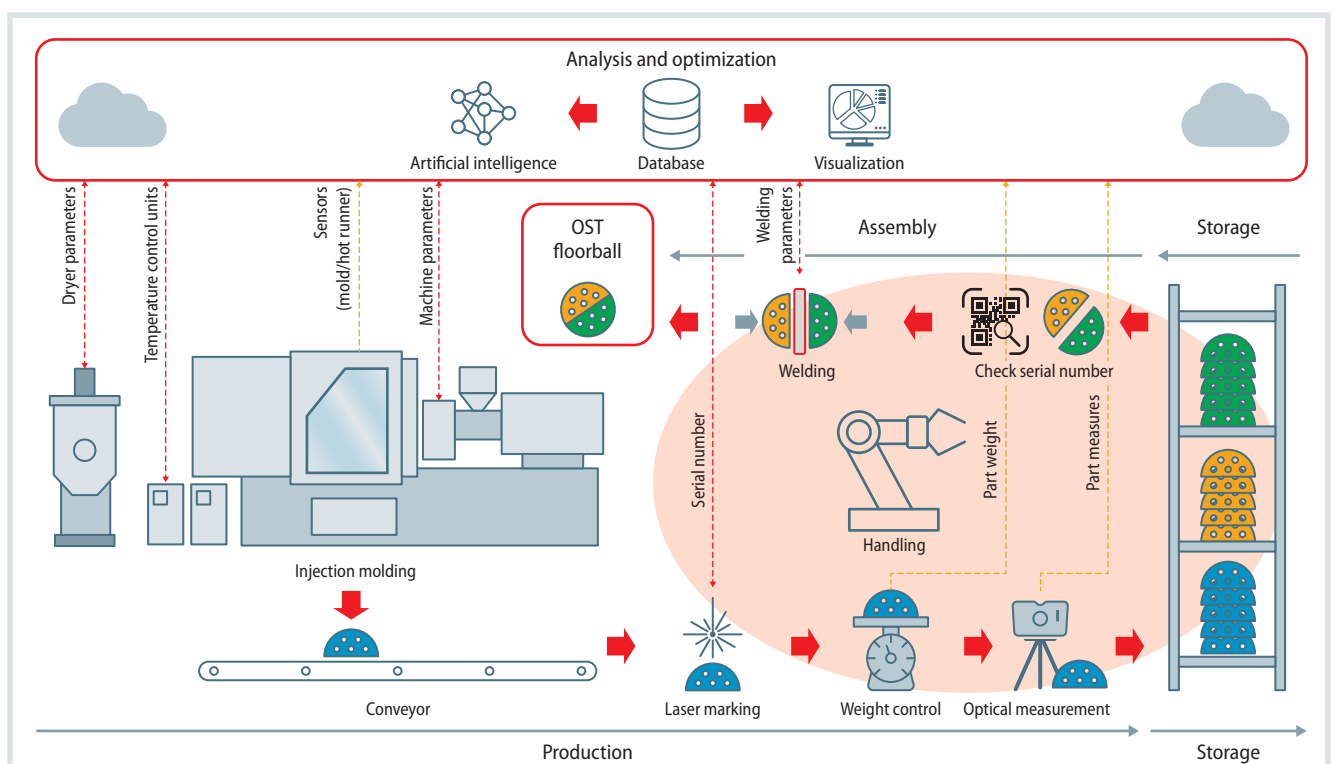 Analysis and optimization
Artificial intelligence
Database
Visualization
Dryer parameters
Temperature control units
Sensors
(mold/hot runner)
Machine parameters
OST
floorball
Welding
parameters
Assembly
Storage
Welding
Check serial number
Serial number
Part weight
Part measures
Handling
Injection molding
Conveyor
Laser marking
Weight control
Optical measurement
Production
Storage